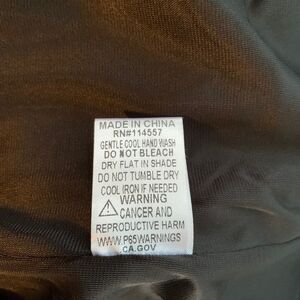 MADE IN CHINA
RN#114557
GENTLE COOL HAND WASH
DO NOT BLEACH
DRY FLAT IN SHADE
DO NOT TUMBLE DRY
COOL IRON IF NEEDED
WARNING
CANCER AND
REPRODUCTIVE HARM
WWW.P65WARNINGS
CA.GOV